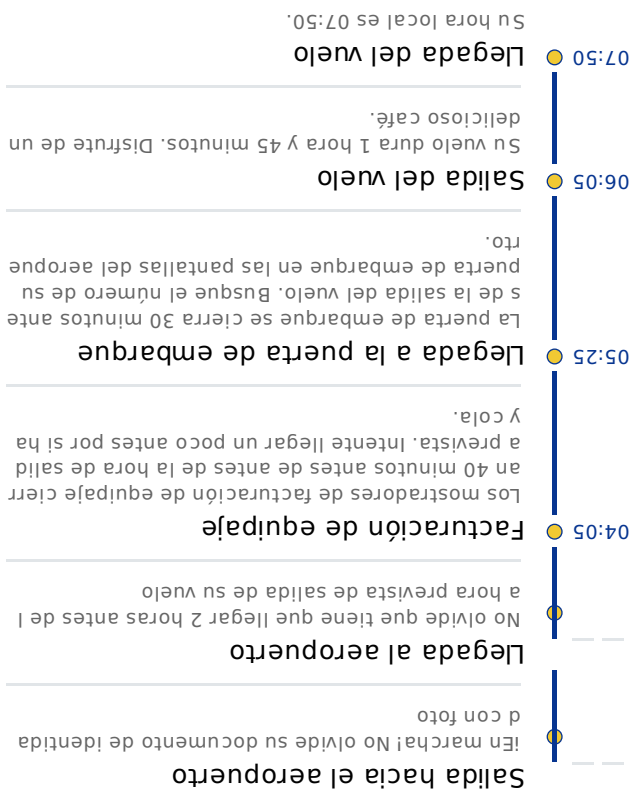 Salida hacia el aeropuerto
¡En marcha! No olvide su documento de identida
d con foto
Llegada al aeropuerto
No olvide que tiene que llegar 2 horas antes de l
a hora prevista de salida de su vuelo
04:05
Facturación de equipaje
Los mostradores de facturación de equipaje cierr
an 40 minutos antes de antes de la hora de salid
a prevista. Intente llegar un poco antes por si ha
y cola.
05:25
Llegada a la puerta de embarque
La puerta de embarque se cierra 30 minutos ante
s de la salida del vuelo. Busque el número de su
puerta de embarque en las pantallas del aeropue
rto.
06:05
Salida del vuelo
Su vuelo dura 1 hora y 45 minutos. Disfrute de un
delicioso café.
07:50
Llegada del vuelo
Su hora local es 07:50.